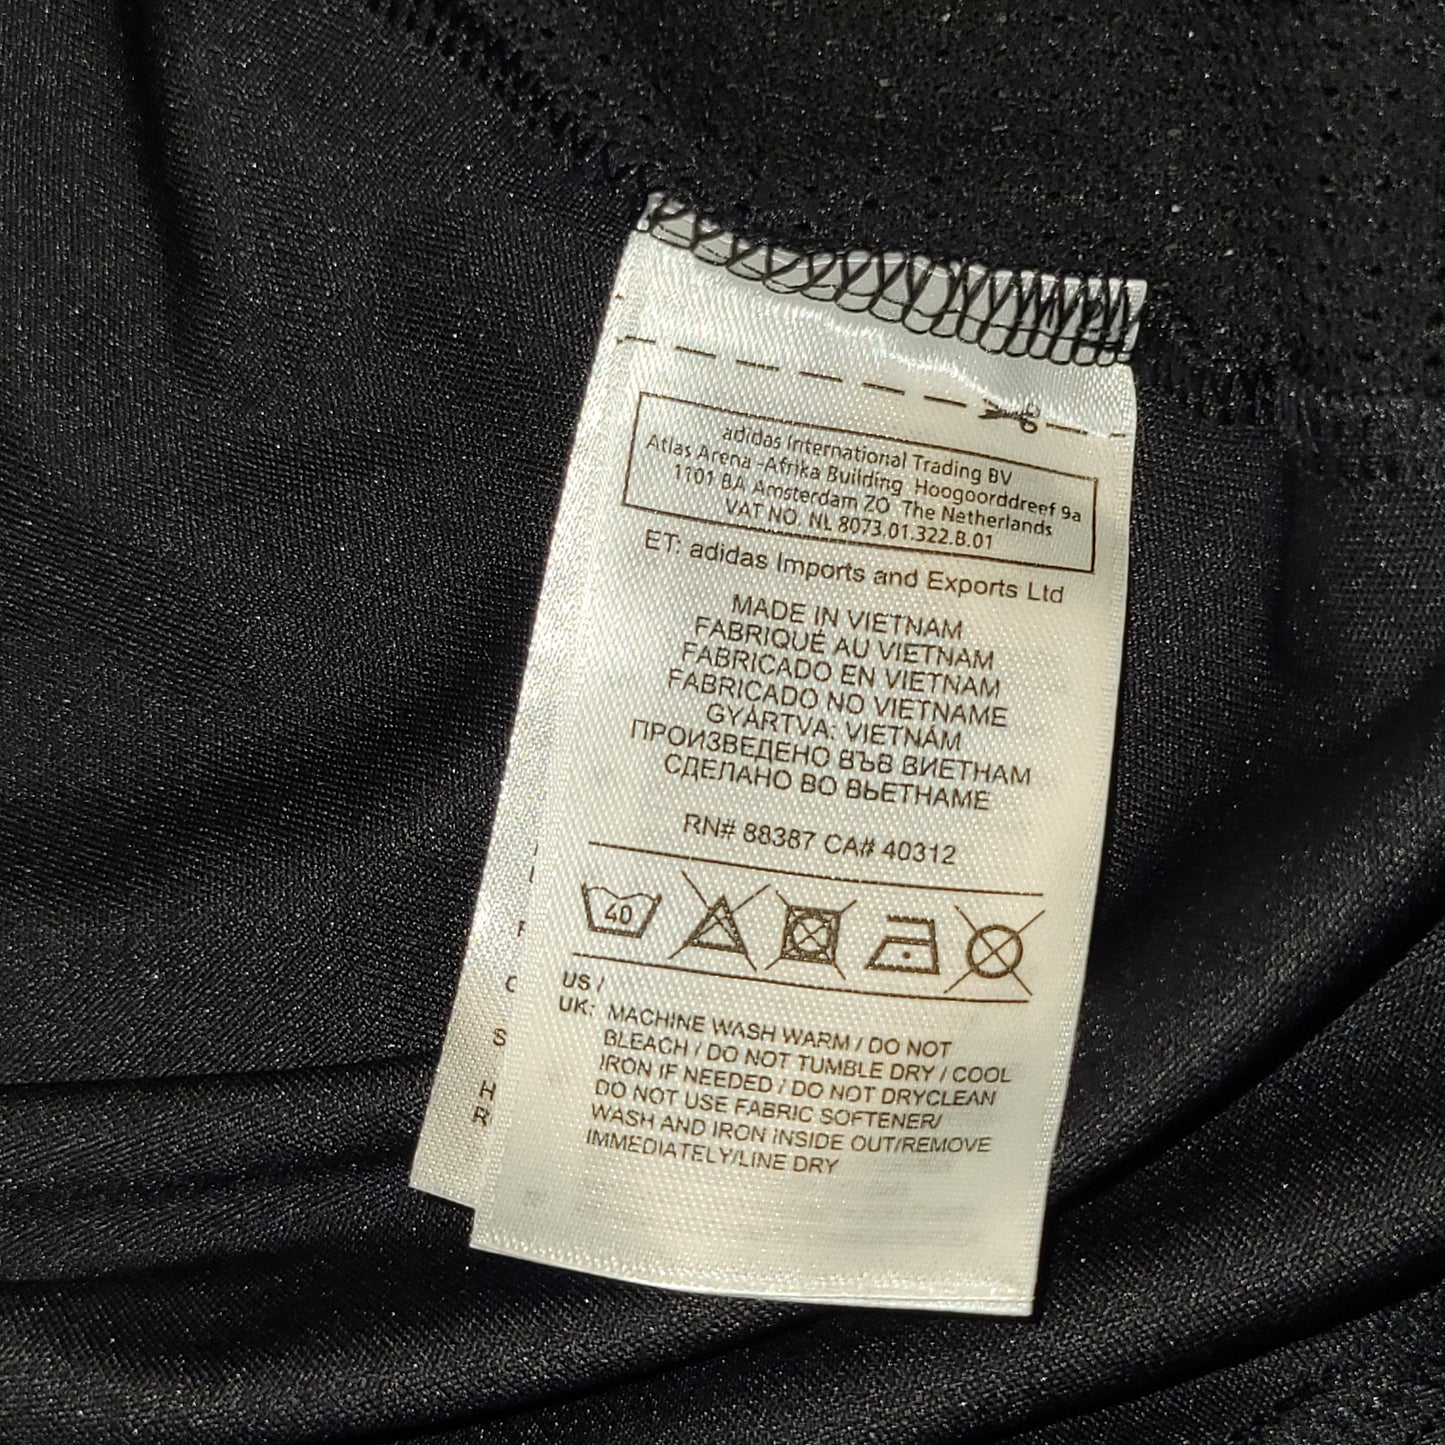 adidas International Trading BV
Atlas Arena -Afrika Building Hoogoorddreef 9a
1101 BA Amsterdam ZO The Netherlands
VAT NO. NL 8073.01.322.B.01
ET: adidas Imports and Exports Ltd
MADE IN VIETNAM
FABRIQUÉ AU VIETNAM
FABRICADO EN VIETNAM
FABRICADO NO VIETNAME
GYÁRTVA: VIETNÁM
ПРОИЗВЕДЕНО ВЪВ ВИЕТНАМ
СДЕЛАНО ВО ВЬЕТНАМЕ
RN# 88387 CA# 40312
40
US /
UK: MACHINE WASH WARM / DO NOT
BLEACH / DO NOT TUMBLE DRY / COOL
IRON IF NEEDED / DO NOT DRYCLEAN
DO NOT USE FABRIC SOFTENER/
WASH AND IRON INSIDE OUT/REMOVE
IMMEDIATELY/LINE DRY
S
H
R